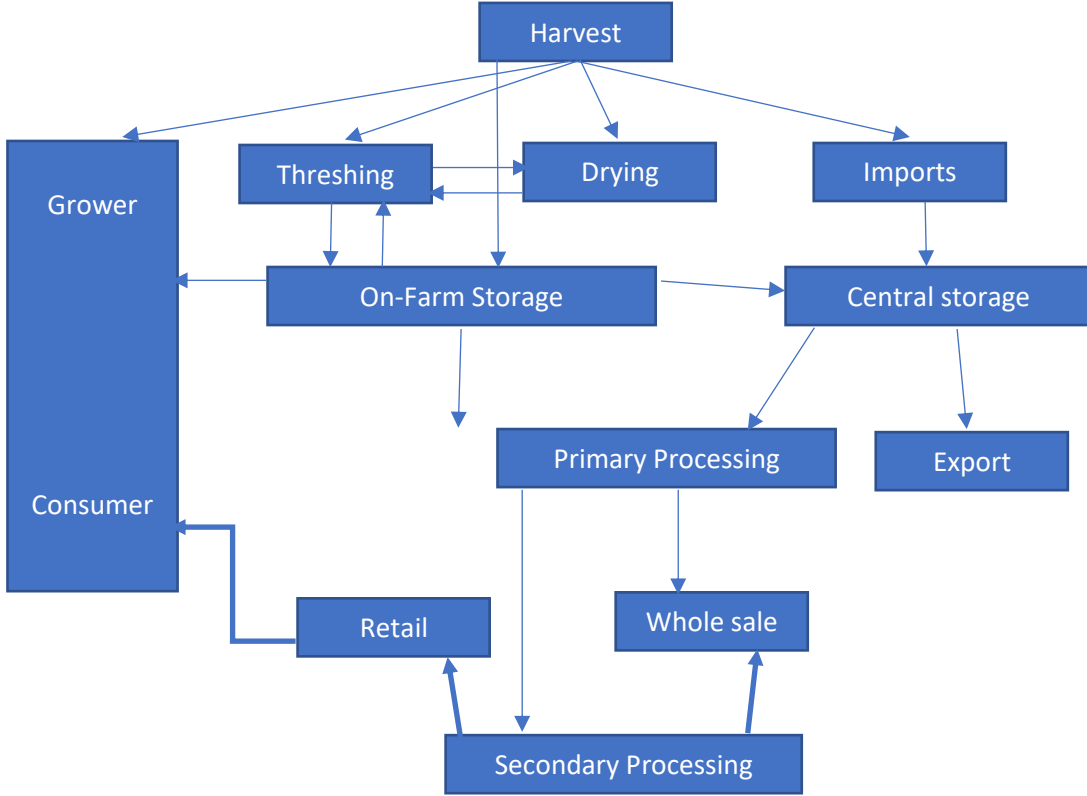 Harvest
Threshing
Drying
Imports
Grower
On-Farm Storage
Central storage
Primary Processing
Export
Consumer
Retail
Whole sale
Secondary Processing